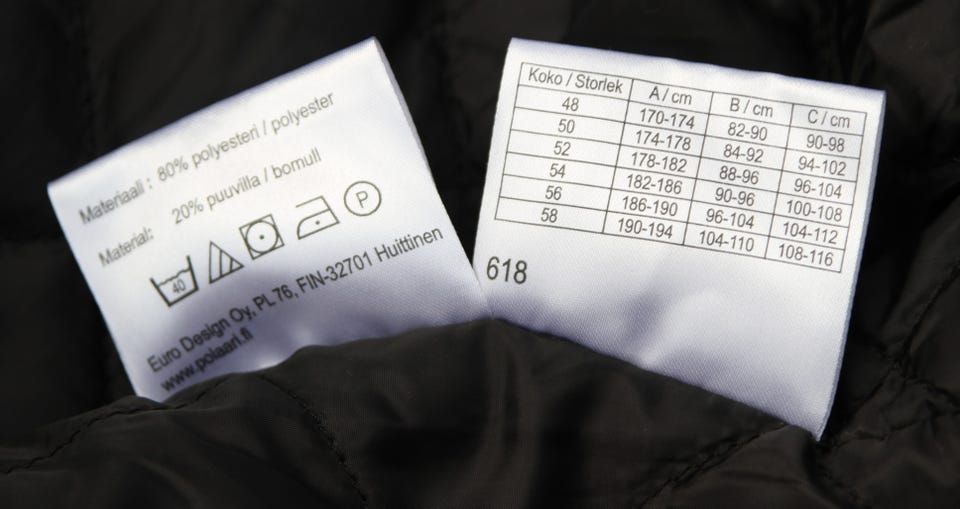 Materiaali : 80% polyesteri / polyester
Material: 20% puuvilla / bomull
40 P
Euro Design Oy, PL 76, FIN-32701 Huittinen
www.polaari.fi
Koko / Storlek A / cm B / cm C / cm
48 170-174 82-90 90-98
50 174-178 84-92 94-102
52 178-182 88-96 96-104
54 182-186 90-96 100-108
56 186-190 96-104 104-112
58 190-194 104-110 108-116
618